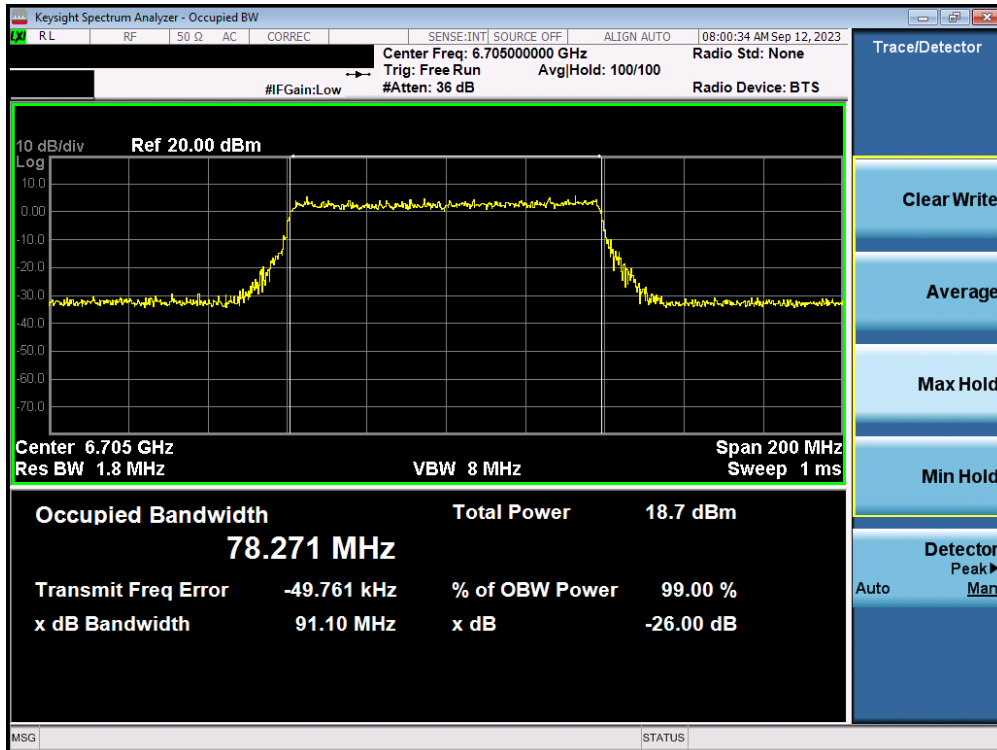 Keysight Spectrum Analyzer - Occupied BW
LXI RL RF 50 Ω AC CORREC SENSE:INT SOURCE OFF ALIGN AUTO 08:00:34 AM Sep 12, 2023
Center Freq: 6.705000000 GHz Radio Std: None
Trig: Free Run Avg|Hold: 100/100
#IFGain:Low #Atten: 36 dB Radio Device: BTS
10 dB/div Ref 20.00 dBm
Log
10.0
0.00
-10.0
-20.0
-30.0
-40.0
-50.0
-60.0
-70.0
Center 6.705 GHz Span 200 MHz
Res BW 1.8 MHz VBW 8 MHz Sweep 1 ms
Occupied Bandwidth Total Power 18.7 dBm
78.271 MHz
Transmit Freq Error -49.761 kHz % of OBW Power 99.00 %
x dB Bandwidth 91.10 MHz x dB -26.00 dB
Trace/Detector
Clear Write
Average
Max Hold
Min Hold
Detector
Peak▶
Auto Man
MSG STATUS